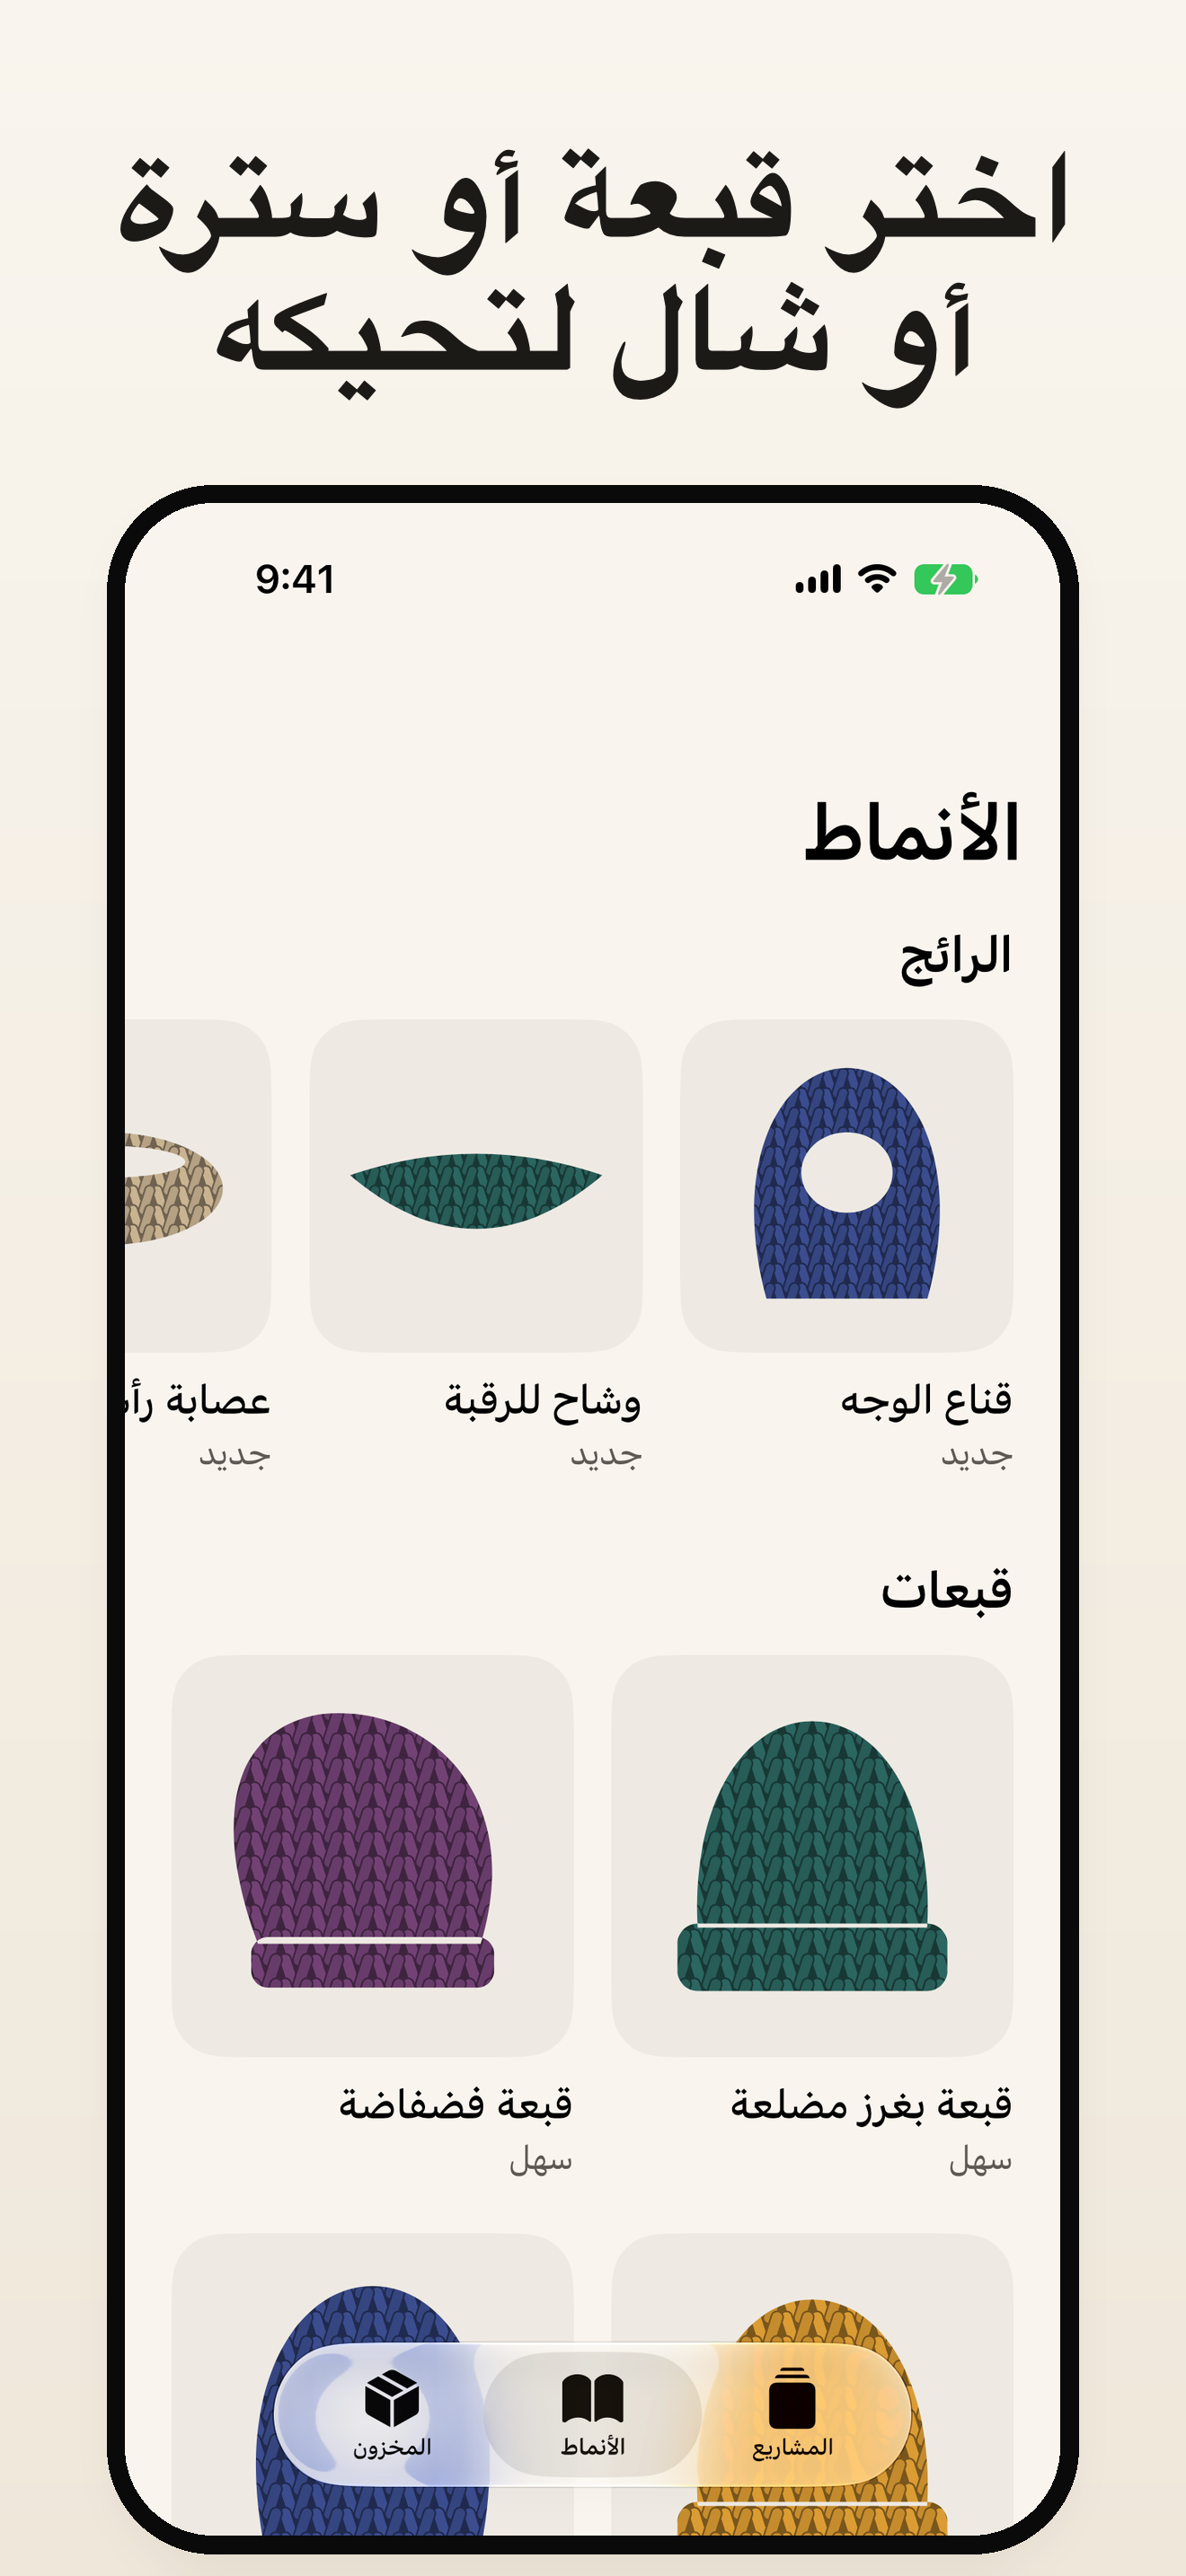 اختر قبعة أو سترة
أو شال لتحيكه
9:41
الأنماط
الرائج
قناع الوجه
جديد
وشاح للرقبة
جديد
عصابة
جديد
قبعات
قبعة بغرز مضلعة
سهل
قبعة فضفاضة
سهل
المشاريع
الأنماط
المخزون